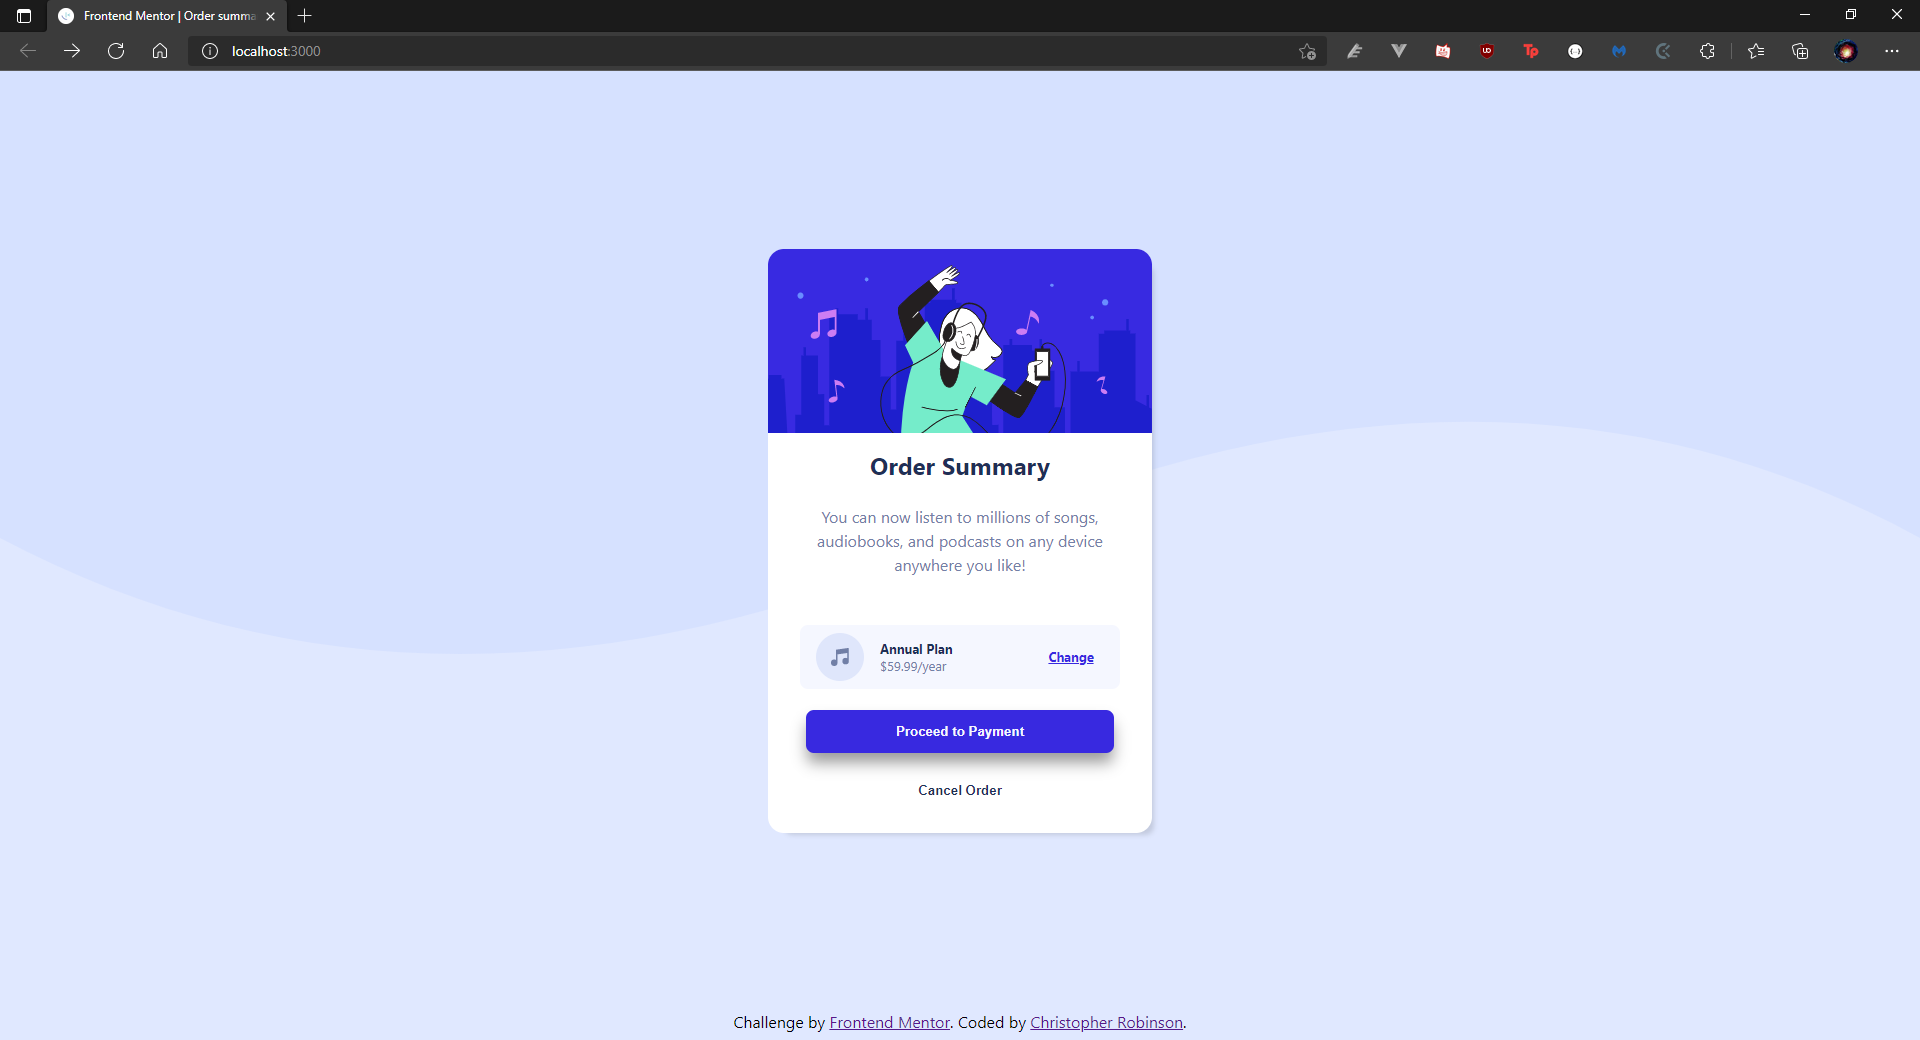 Frontend Mentor | Order summa
localhost:3000
Order Summary
You can now listen to millions of songs,
audiobooks, and podcasts on any device
anywhere you like!
Annual Plan
$59.99/year
Change
Proceed to Payment
Cancel Order
Challenge by Frontend Mentor. Coded by Christopher Robinson.